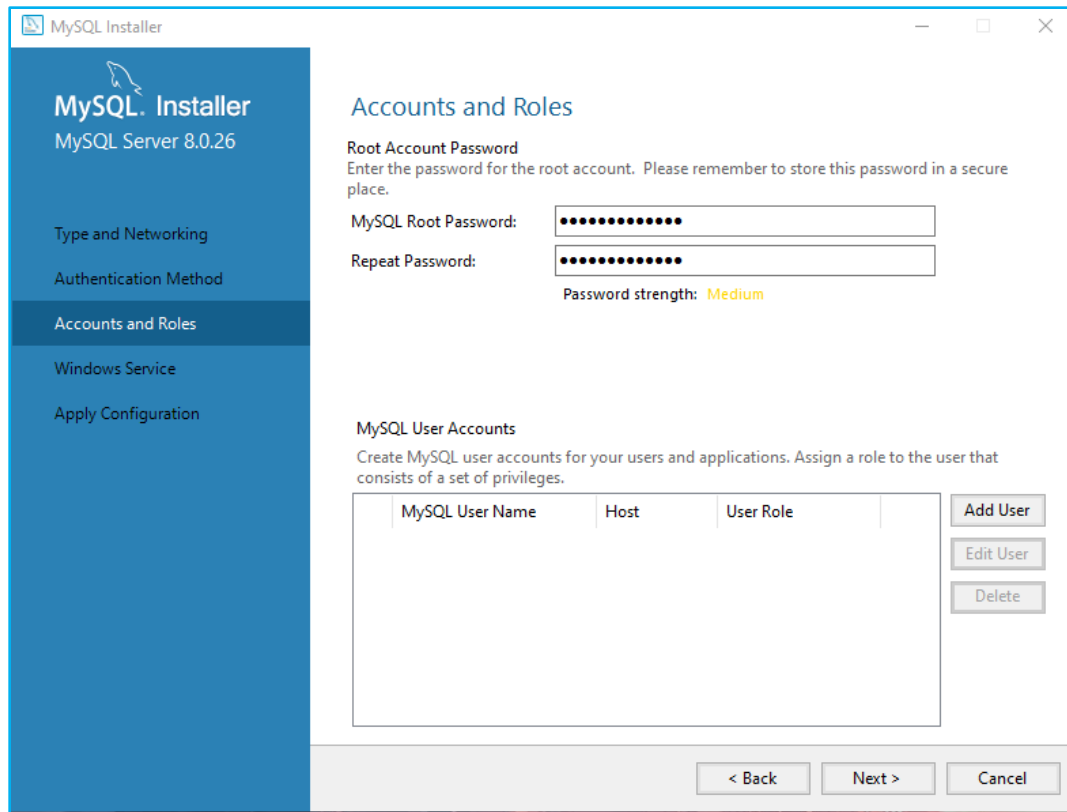 MySQL Installer
MySQL. Installer
MySQL Server 8.0.26
Type and Networking
Authentication Method
Accounts and Roles
Windows Service
Apply Configuration
Accounts and Roles
Root Account Password
Enter the password for the root account.  Please remember to store this password in a secure
place.
MySQL Root Password: •••••••••••••
Repeat Password: •••••••••••••
Password strength: Medium
MySQL User Accounts
Create MySQL user accounts for your users and applications. Assign a role to the user that
consists of a set of privileges.
MySQL User Name Host User Role
Add User
Edit User
Delete
< Back Next > Cancel